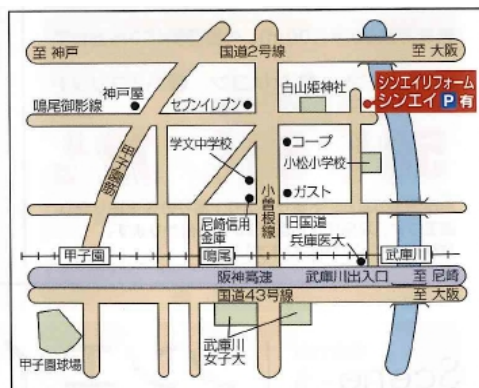 至 神戸
国道2号線
至 大阪
神戸屋
鳴尾御影線
セブンイレブン
白山姫神社
シンエイリフォーム
シンエイ P 有
甲子園筋
学文中学校
コープ
小松小学校
ガスト
小曽根線
尼崎信用
金庫
旧国道
兵庫医大
甲子園
鳴尾
武庫川
阪神高速
武庫川出入口
至 尼崎
国道43号線
至 大阪
甲子園球場
武庫川
女子大